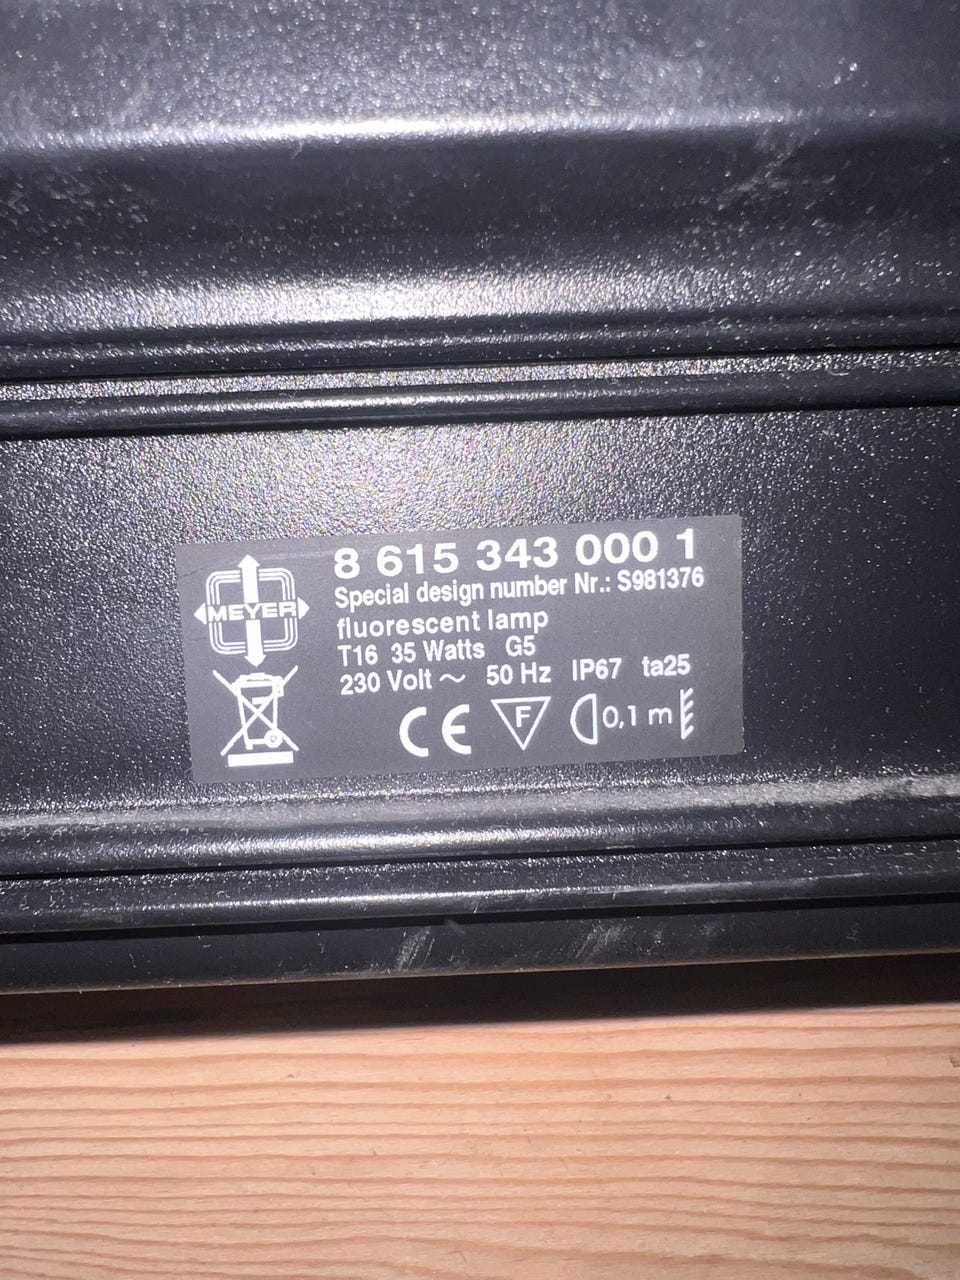 MEYER
8 615 343 000 1
Special design number Nr.: S981376
fluorescent lamp
T16 35 Watts G5
230 Volt ~ 50 Hz IP67 ta25
CE F 0,1 m